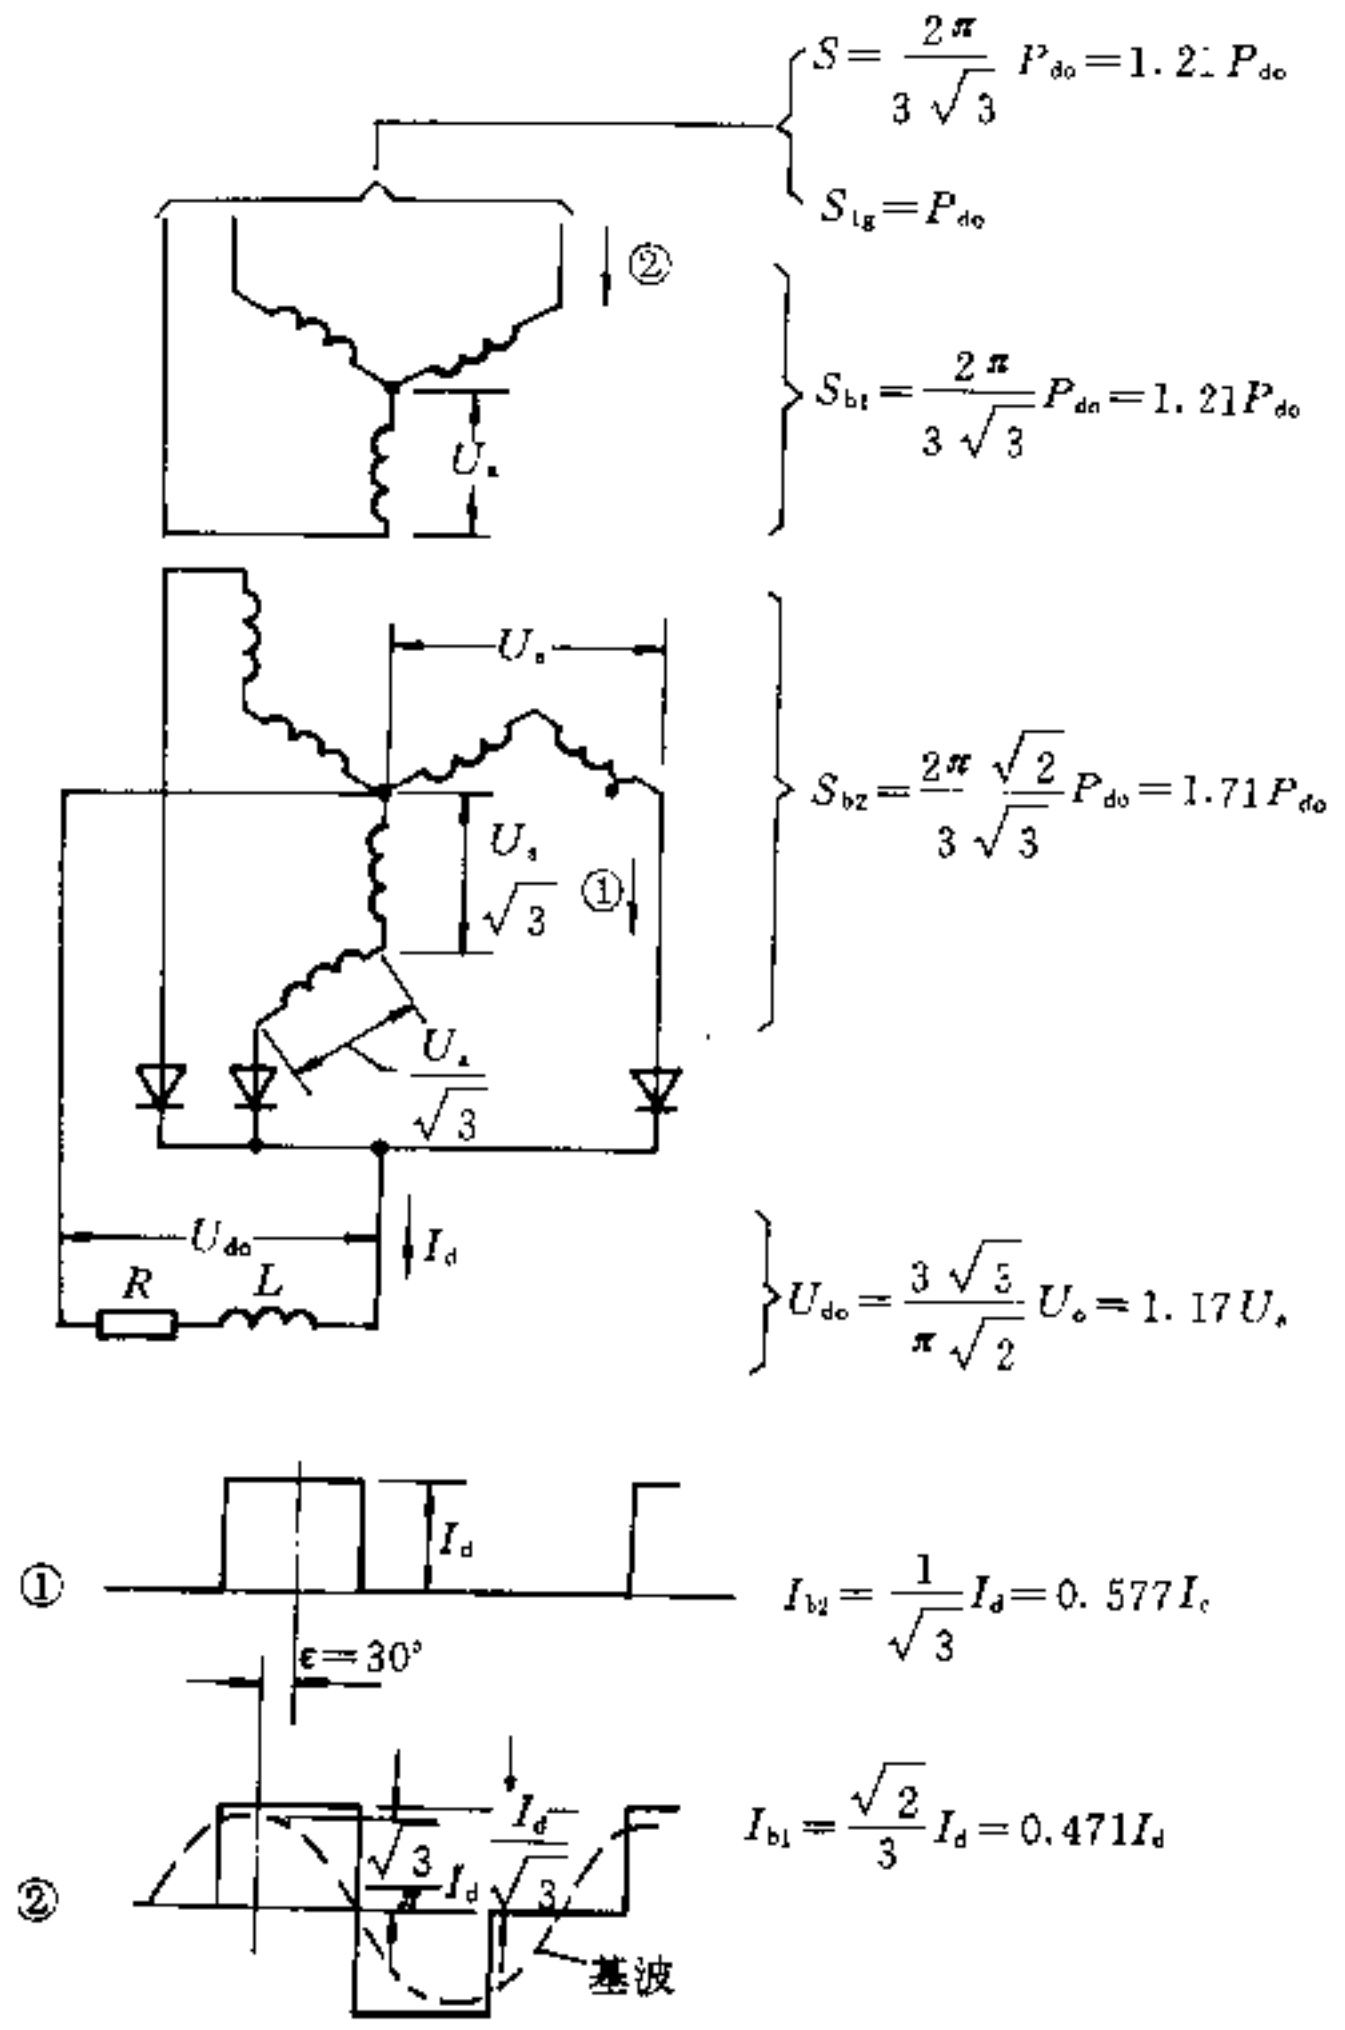 S = 2π / 3√3 P_do = 1.21 P_do
S_1g = P_do
②
S_b1 = 2π / 3√3 P_do = 1.21 P_do
U_s
U_s
S_b2 = 2π√2 / 3√3 P_do = 1.71 P_do
U_s / √3
①
U_s / √3
U_do
I_d
R
L
U_do = 3√3 / π√2 U_s = 1.17 U_s
①
I_d
I_b2 = 1 / √3 I_d = 0.577 I_c
ϵ = 30°
②
√3
I_d
I_d / √3
I_b1 = √2 / 3 I_d = 0.471 I_d
基波